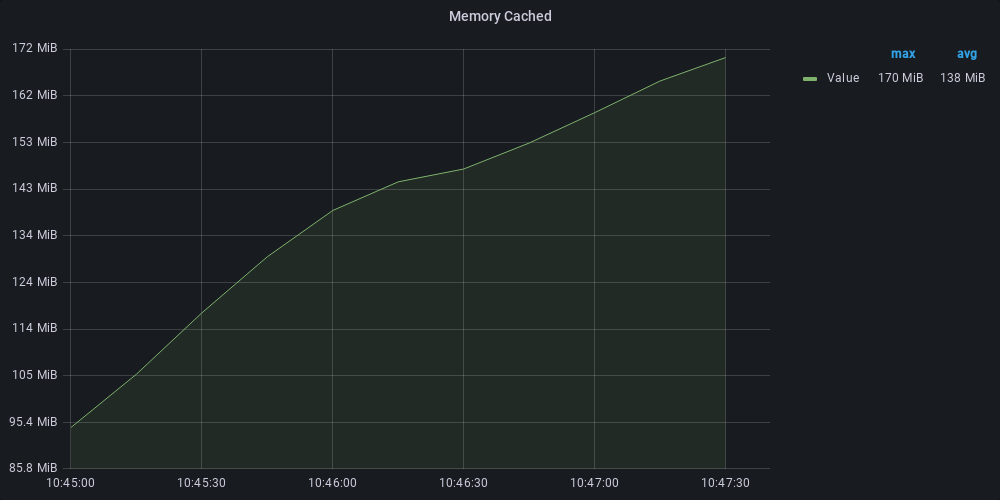 Memory Cached
172 MiB
162 MiB
153 MiB
143 MiB
134 MiB
124 MiB
114 MiB
105 MiB
95.4 MiB
85.8 MiB
10:45:00 10:45:30 10:46:00 10:46:30 10:47:00 10:47:30
max avg
Value 170 MiB 138 MiB